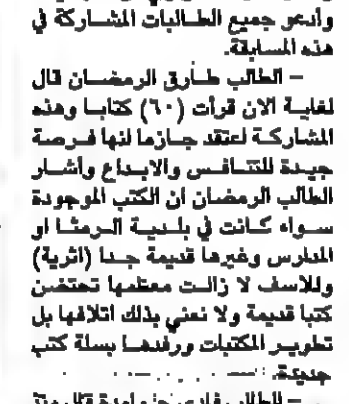 وأدعو جميع الطالبات المشاركة في
هذه المسابقة.
– الطالب طارق الرمضان قال
لغاية الان قرأت (٦٠) كتابا وهذه
المشاركة اعتقد جازما انها فرصة
جيدة للتنافس والابداع وأشار
الطالب الرمضان ان الكتب الموجودة
سواء كانت في بلدية الرمثا او
المدارس وغيرها قديمة جدا (اثرية)
وللاسف لا زالت معظمها تحتضن
كتبا قديمة ولا نعني بذلك اتلافها بل
تطوير المكتبات ورفدها بسلة كتب
جديدة.
– الطالب فادي